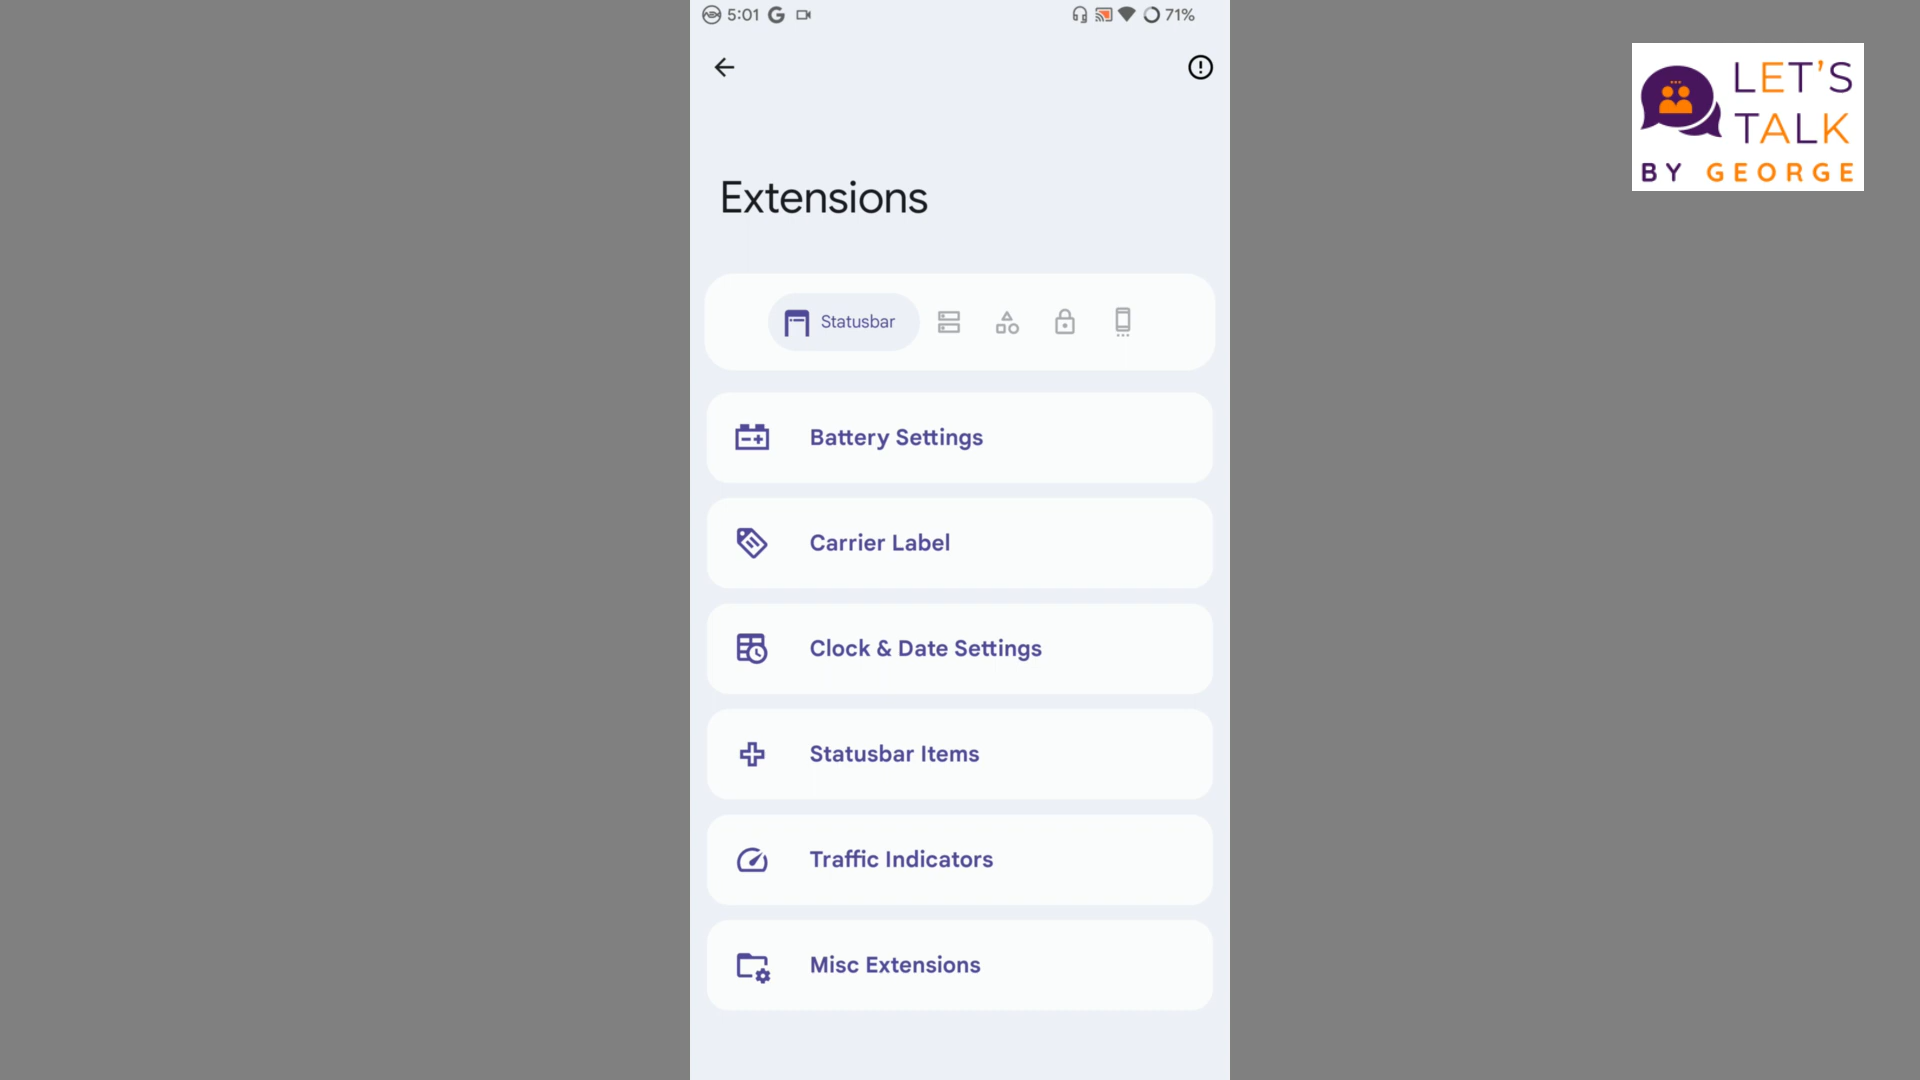 5:01
71%
LET'S
TALK
BY GEORGE
Extensions
Statusbar
Battery Settings
Carrier Label
Clock & Date Settings
Statusbar Items
Traffic Indicators
Misc Extensions